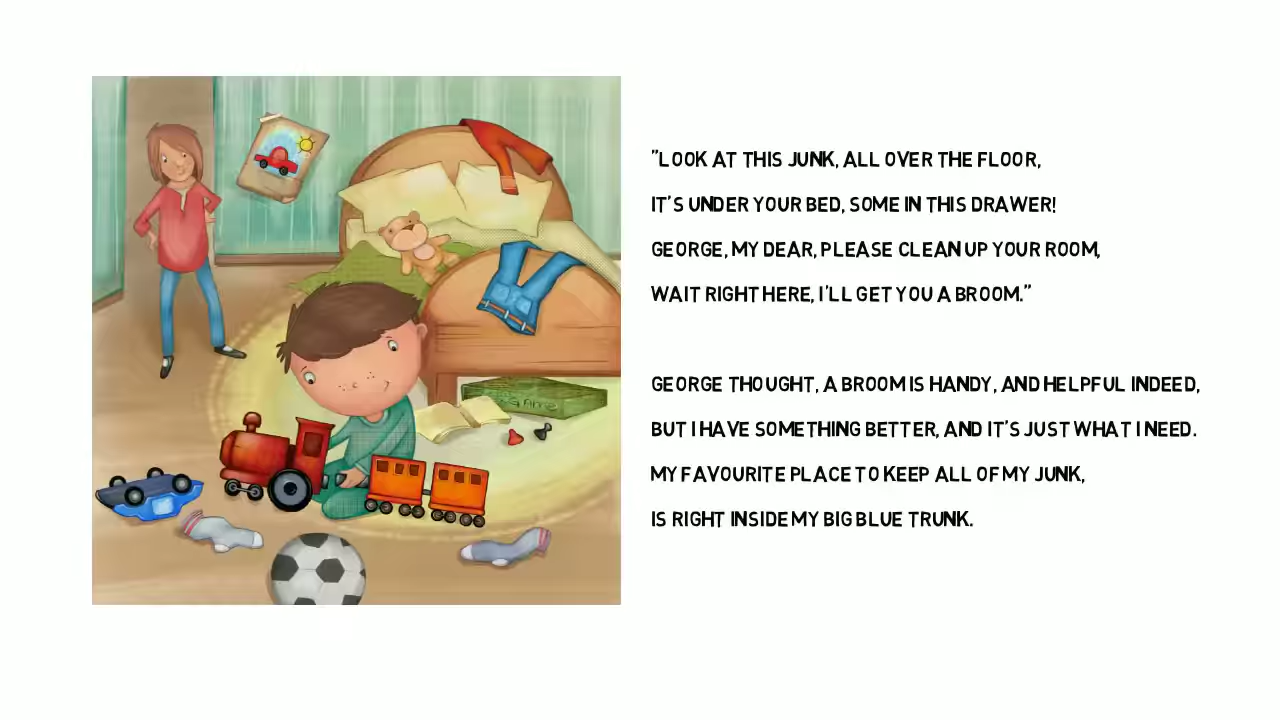 "LOOK AT THIS JUNK, ALL OVER THE FLOOR,
IT'S UNDER YOUR BED, SOME IN THIS DRAWER!
GEORGE, MY DEAR, PLEASE CLEAN UP YOUR ROOM,
WAIT RIGHT HERE, I'LL GET YOU A BROOM."
GEORGE THOUGHT, A BROOM IS HANDY, AND HELPFUL INDEED,
BUT I HAVE SOMETHING BETTER, AND IT'S JUST WHAT I NEED.
MY FAVOURITE PLACE TO KEEP ALL OF MY JUNK,
IS RIGHT INSIDE MY BIG BLUE TRUNK.
GAME